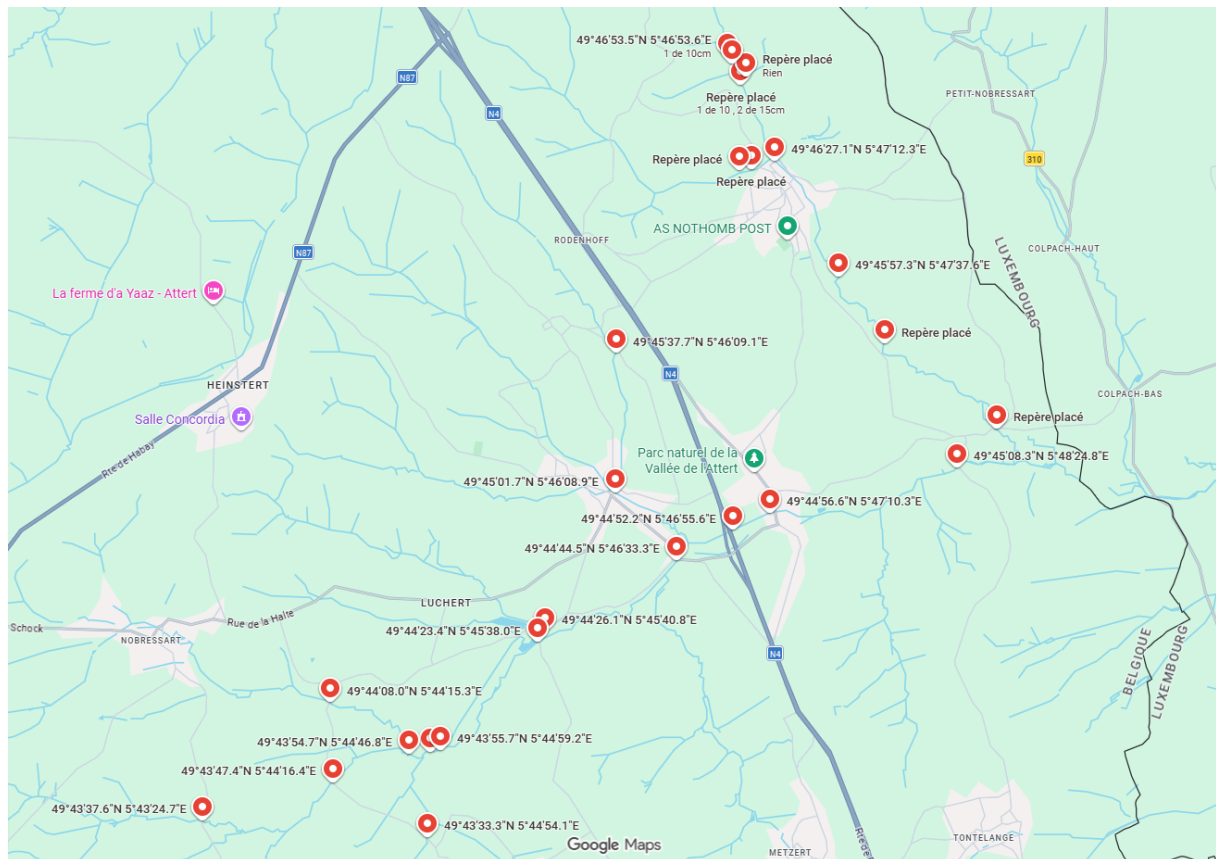 49°46'53.5"N 5°46'53.6"E
1 de 10cm
Repère placé
Rien
Repère placé
1 de 10 , 2 de 15cm
N87
N4
PETIT-NOBRESSART
310
49°46'27.1"N 5°47'12.3"E
Repère placé
Repère placé
AS NOTHOMB POST
RODENHOFF
N87
LUXEMBOURG
COLPACH-HAUT
49°45'57.3"N 5°47'37.6"E
La ferme d'a Yaaz - Attert
Repère placé
49°45'37.7"N 5°46'09.1"E
N4
HEINSTERT
COLPACH-BAS
Salle Concordia
Repère placé
Rte de Habay
Parc naturel de la
Vallée de l'Attert
49°45'08.3"N 5°48'24.8"E
49°45'01.7"N 5°46'08.9"E
49°44'56.6"N 5°47'10.3"E
49°44'52.2"N 5°46'55.6"E
49°44'44.5"N 5°46'33.3"E
LUCHERT
Rue de la Halte
49°44'26.1"N 5°45'40.8"E
49°44'23.4"N 5°45'38.0"E
Schock
NOBRESSART
N4
BELGIQUE
LUXEMBOURG
49°44'08.0"N 5°44'15.3"E
49°43'54.7"N 5°44'46.8"E
49°43'55.7"N 5°44'59.2"E
49°43'47.4"N 5°44'16.4"E
49°43'37.6"N 5°43'24.7"E
49°43'33.3"N 5°44'54.1"E
Google Maps
METZERT
TONTELANGE